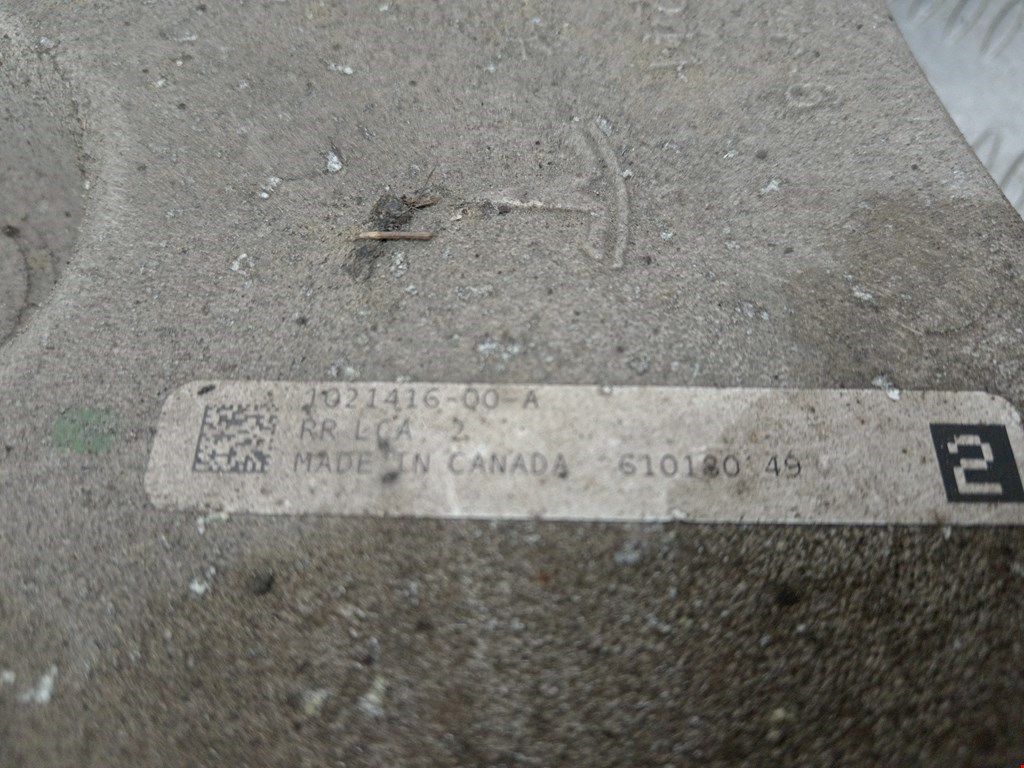 1021416-00-A
RR LCA 2
MADE IN CANADA 610180 49
2